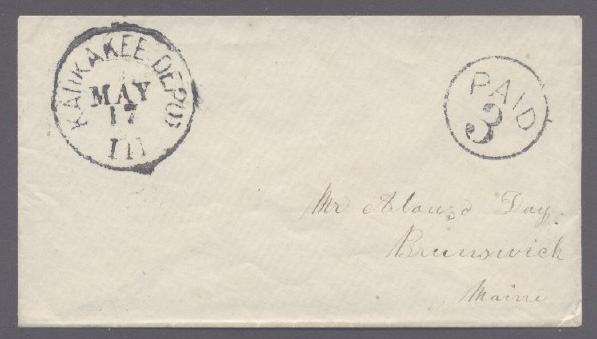 KANKAKEE DEPOT
MAY
17
Ill
PAID
3
Mr Alonzo Day.
Brunswick
Maine